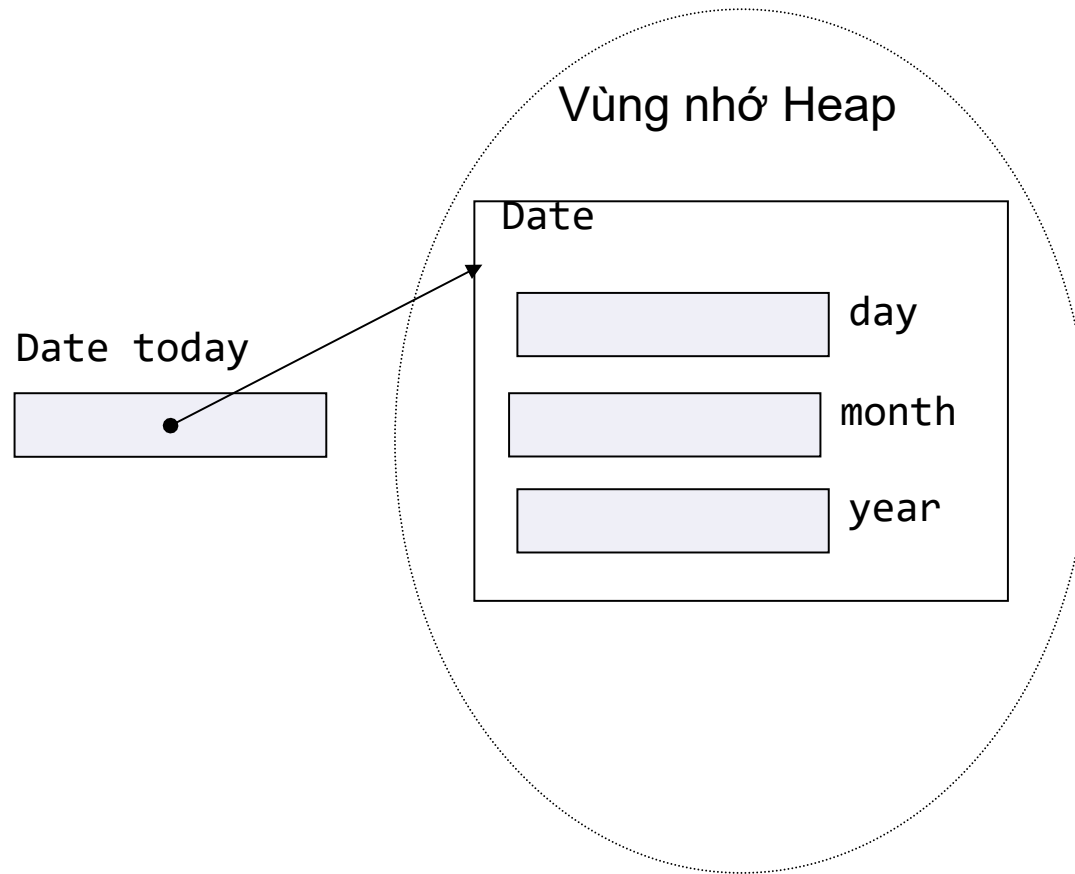 Vùng nhớ Heap
Date
day
Date today
month
year